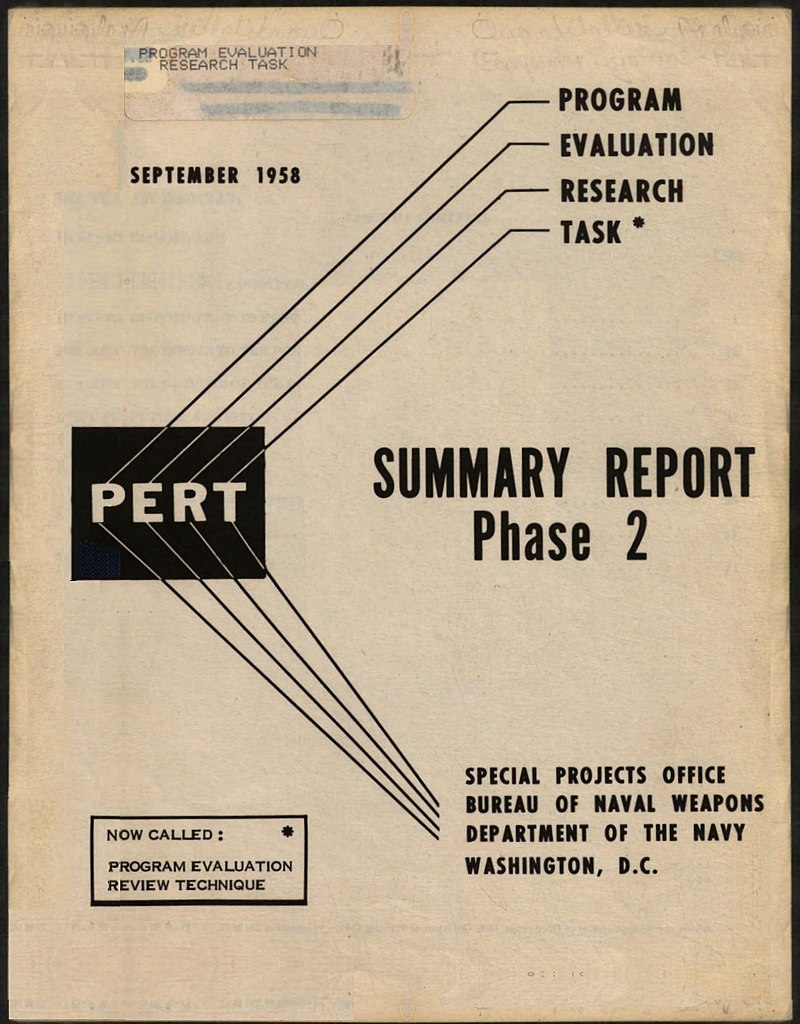 PROGRAM EVALUATION
RESEARCH TASK
PROGRAM
EVALUATION
RESEARCH
TASK *
SEPTEMBER 1958
PERT
SUMMARY REPORT
Phase 2
SPECIAL PROJECTS OFFICE
BUREAU OF NAVAL WEAPONS
DEPARTMENT OF THE NAVY
WASHINGTON, D.C.
NOW CALLED : *
PROGRAM EVALUATION
REVIEW TECHNIQUE